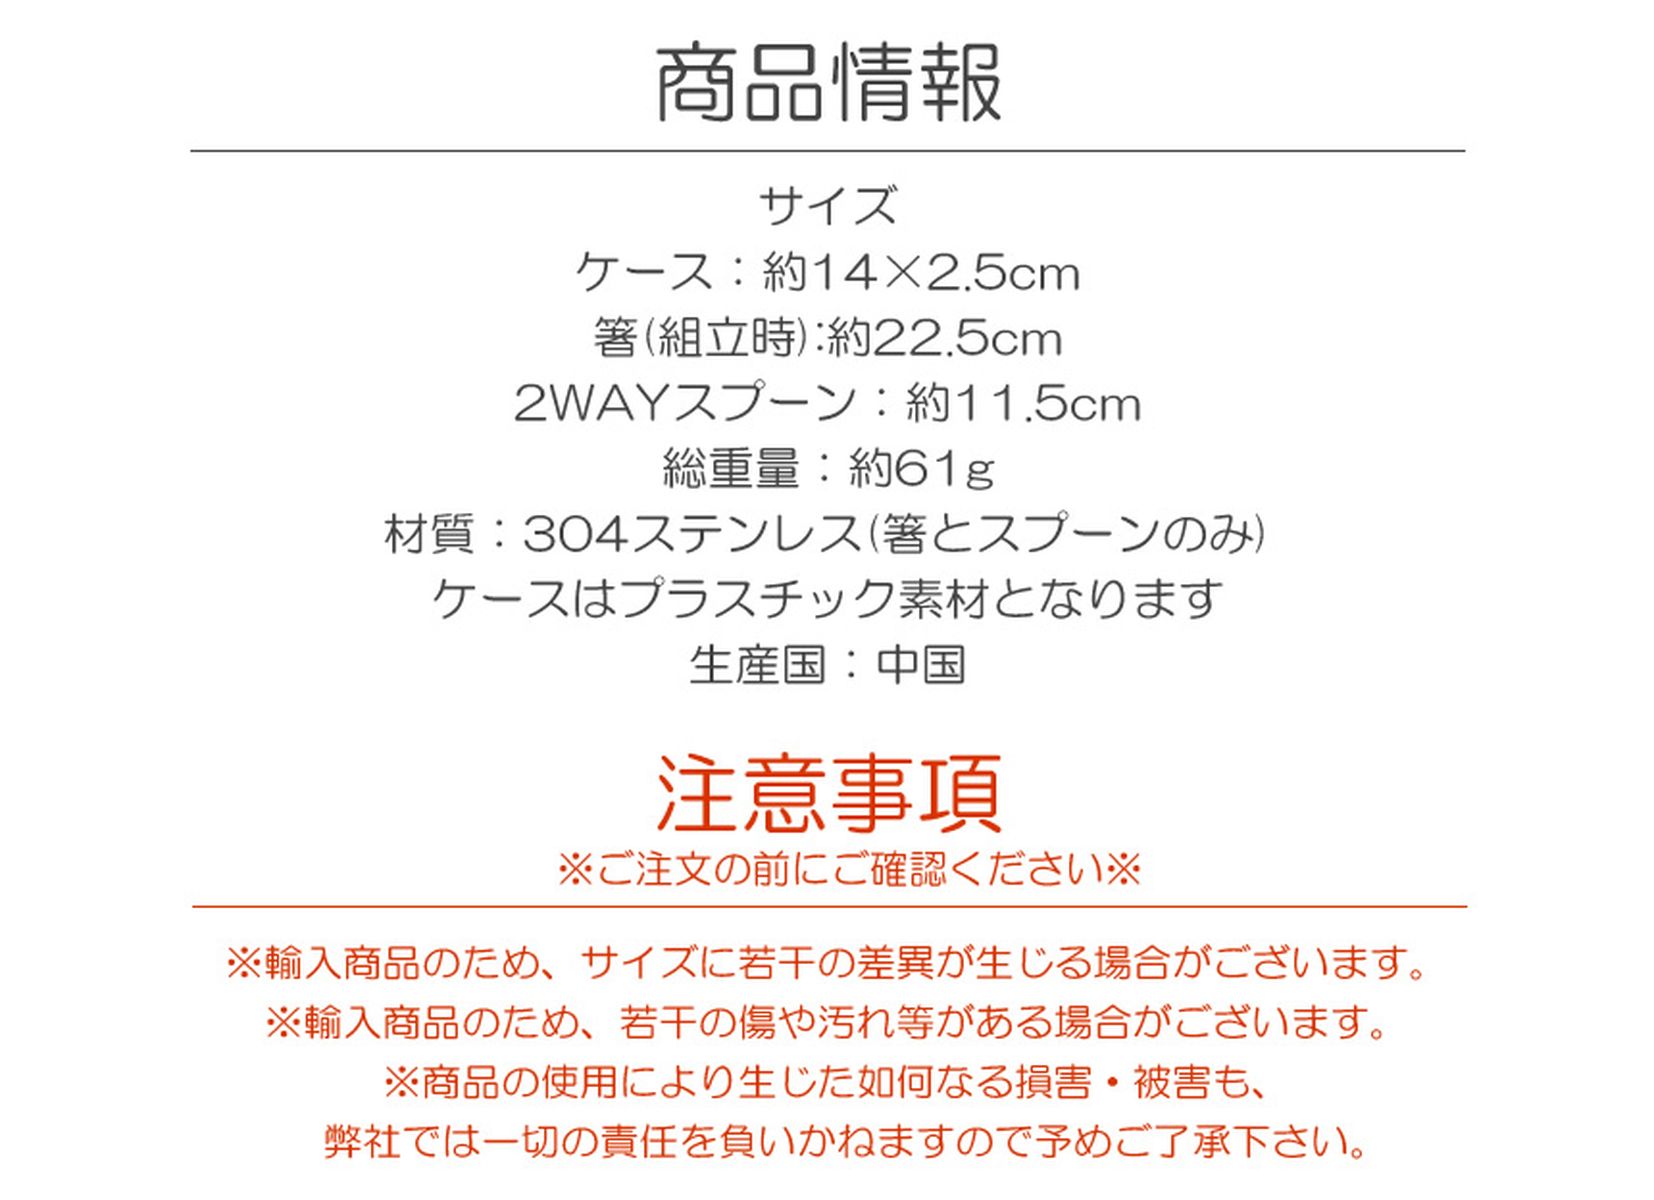 商品情報
サイズ
ケース：約14×2.5cm
箸(組立時):約22.5cm
2WAYスプーン：約11.5cm
総重量：約61g
材質：304ステンレス(箸とスプーンのみ)
ケースはプラスチック素材となります
生産国：中国
注意事項
※ご注文の前にご確認ください※
※輸入商品のため、サイズに若干の差異が生じる場合がございます。
※輸入商品のため、若干の傷や汚れ等がある場合がございます。
※商品の使用により生じた如何なる損害・被害も、
弊社では一切の責任を負いかねますので予めご了承下さい。